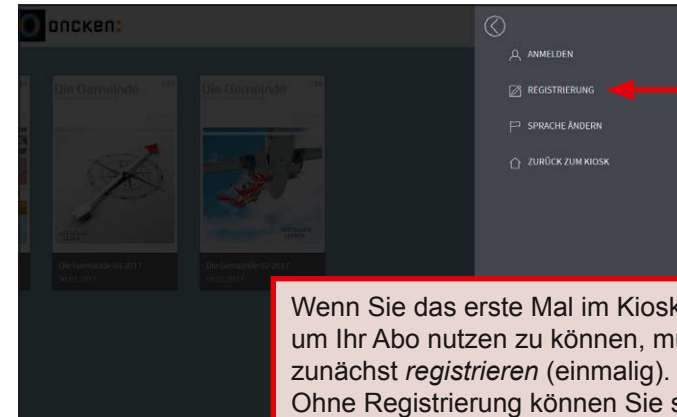 oncken:
ANMELDEN
REGISTRIERUNG
SPRACHE ÄNDERN
ZURÜCK ZUM KIOSK
Die Gemeinde
Die Gemeinde
Die Gemeinde 03-2017
Die Gemeinde 02-2017
Wenn Sie das erste Mal im Kiosk
um Ihr Abo nutzen zu können,
zunächst registrieren (einmalig).
Ohne Registrierung können Sie